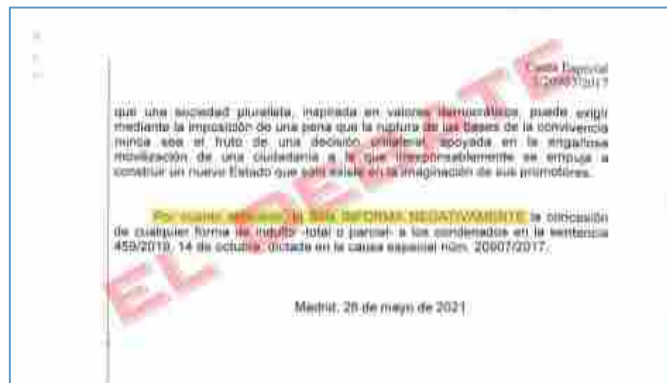 Causa Especial
3/20907/2017
que una sociedad pluralista, inspirada en valores democráticos, puede exigir
mediante la imposición de una pena que la ruptura de las bases de la convivencia
nunca sea el fruto de una decisión unilateral, apoyada en la engañosa
movilización de una ciudadanía a la que irresponsablemente se empuja a
construir un nuevo Estado que sólo existe en la imaginación de sus promotores.
Por cuanto antecede, la Sala INFORMA NEGATIVAMENTE la concesión
de cualquier forma de indulto -total o parcial- a los condenados en la sentencia
459/2019, 14 de octubre, dictada en la causa especial núm. 20907/2017.
Madrid, 26 de mayo de 2021
EL DEBATE